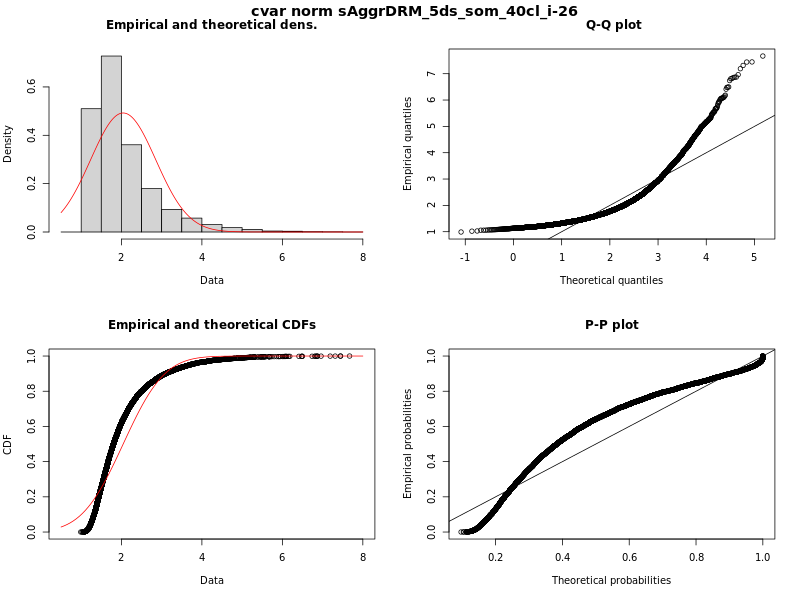 cvar norm sAggrDRM_5ds_som_40cl_i-26
Empirical and theoretical dens.
Density
0.0 0.2 0.4 0.6
2 4 6 8
Data
Q-Q plot
Empirical quantiles
1 2 3 4 5 6 7
-1 0 1 2 3 4 5
Theoretical quantiles
Empirical and theoretical CDFs
CDF
0.0 0.2 0.4 0.6 0.8 1.0
2 4 6 8
Data
P-P plot
Empirical probabilities
0.0 0.2 0.4 0.6 0.8 1.0
0.2 0.4 0.6 0.8 1.0
Theoretical probabilities